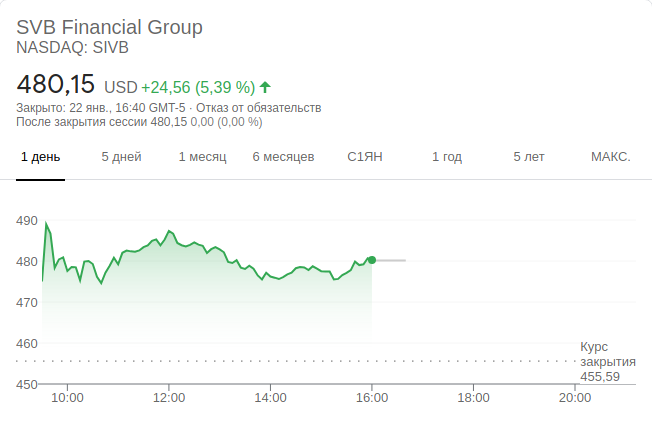 SVB Financial Group
NASDAQ: SIVB
480,15 USD +24,56 (5,39 %)
Закрыто: 22 янв., 16:40 GMT-5 · Отказ от обязательств
После закрытия сессии 480,15 0,00 (0,00 %)
1 день 5 дней 1 месяц 6 месяцев С1ЯН 1 год 5 лет МАКС.
490
480
470
460
Курс
закрытия
455,59
450
10:00 12:00 14:00 16:00 18:00 20:00